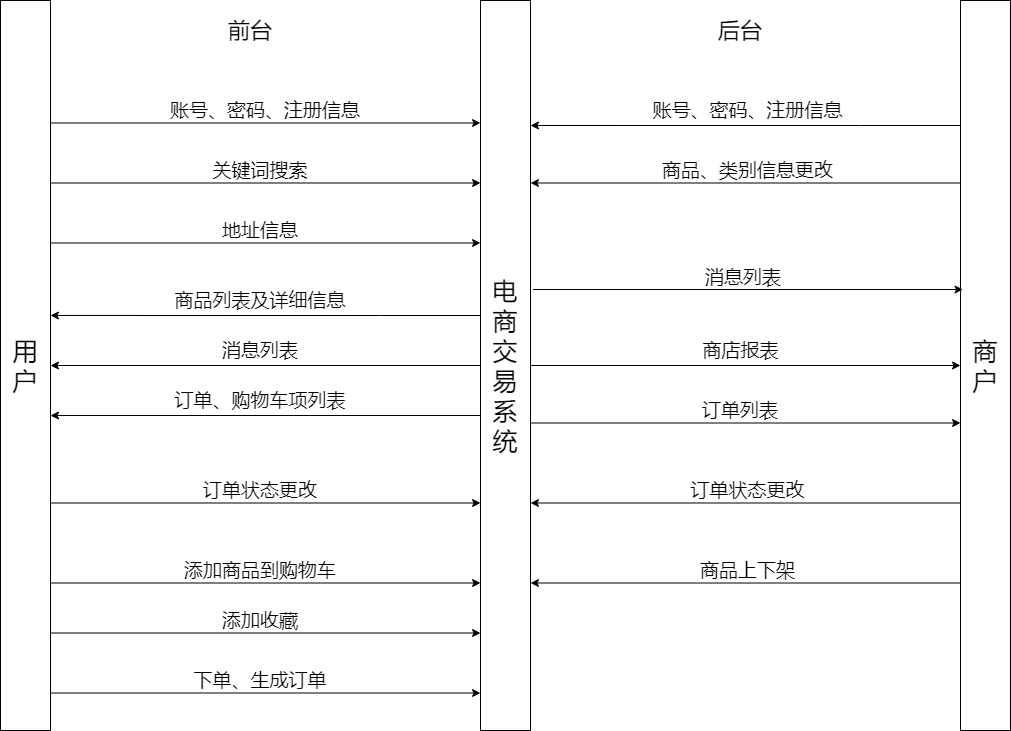 前台
后台
账号、密码、注册信息
账号、密码、注册信息
关键词搜索
商品、类别信息更改
地址信息
消息列表
商品列表及详细信息
用户
消息列表
电商交易系统
商店报表
商户
订单、购物车项列表
订单列表
订单状态更改
订单状态更改
添加商品到购物车
商品上下架
添加收藏
下单、生成订单